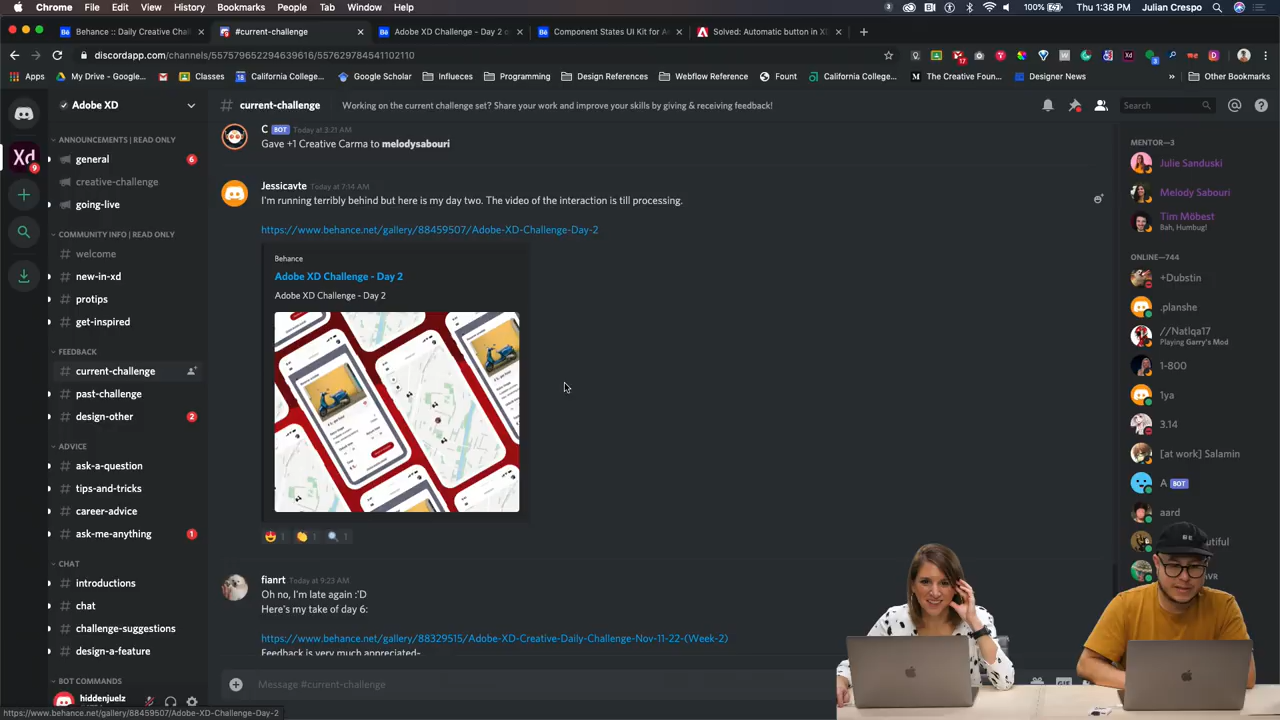 Chrome File Edit View History Bookmarks People Tab Window Help 3 100% Thu 1:38 PM Julian Crespo
Behance :: Daily Creative Chal #current-challenge Adobe XD Challenge - Day 2 o Component States UI Kit for A Solved: Automatic button in XD
discordapp.com/channels/557579652294639616/557629784541102110
Apps My Drive - Google... Classes California Colleg... Google Scholar Influeces Programming Design References Webflow Reference Fount California College... The Creative Foun... Designer News » Other Bookmarks
Adobe XD
# current-challenge Working on the current challenge set? Share your work and improve your skills by giving & receiving feedback! Search
ANNOUNCEMENTS | READ ONLY
general 6
creative-challenge
going-live
COMMUNITY INFO | READ ONLY
# welcome
# new-in-xd
# protips
# get-inspired
FEEDBACK
# current-challenge
# past-challenge
# design-other 2
ADVICE
# ask-a-question
# tips-and-tricks
# career-advice
# ask-me-anything 1
CHAT
# introductions
# chat
# challenge-suggestions
# design-a-feature
BOT COMMANDS
hiddenjuelz
Xd
9
C BOT Today at 3:21 AM
Gave +1 Creative Carma to melodysabouri
Jessicavte Today at 7:14 AM
I'm running terribly behind but here is my day two. The video of the interaction is till processing.
https://www.behance.net/gallery/88459507/Adobe-XD-Challenge-Day-2
Behance
Adobe XD Challenge - Day 2
Adobe XD Challenge - Day 2
1 1 1
fianrt Today at 9:23 AM
Oh no, I'm late again :'D
Here's my take of day 6:
https://www.behance.net/gallery/88329515/Adobe-XD-Creative-Daily-Challenge-Nov-11-22-(Week-2)
Feedback is very much appreciated~
Message #current-challenge
GIF
MENTOR—3
Julie Sanduski
Melody Sabouri
Tim Möbest
Bah, Humbug!
ONLINE—744
+Dubstin
.planshe
//NatIqa17
Playing Garry's Mod
1-800
1ya
3.14
[at work] Salamin
A BOT
aard
https://www.behance.net/gallery/88459507/Adobe-XD-Challenge-Day-2